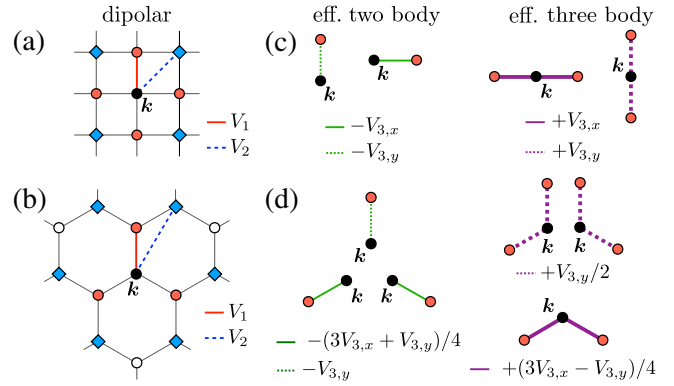 dipolar
eff. two body
eff. three body
(a)
k
V₁
V₂
(c)
k
k
−V₃,ₓ
−V₃,ᵧ
k
k
+V₃,ₓ
+V₃,ᵧ
(b)
k
V₁
V₂
(d)
k
k
k
−(3V₃,ₓ + V₃,ᵧ)/4
−V₃,ᵧ
k
k
+V₃,ᵧ/2
k
+(3V₃,ₓ − V₃,ᵧ)/4